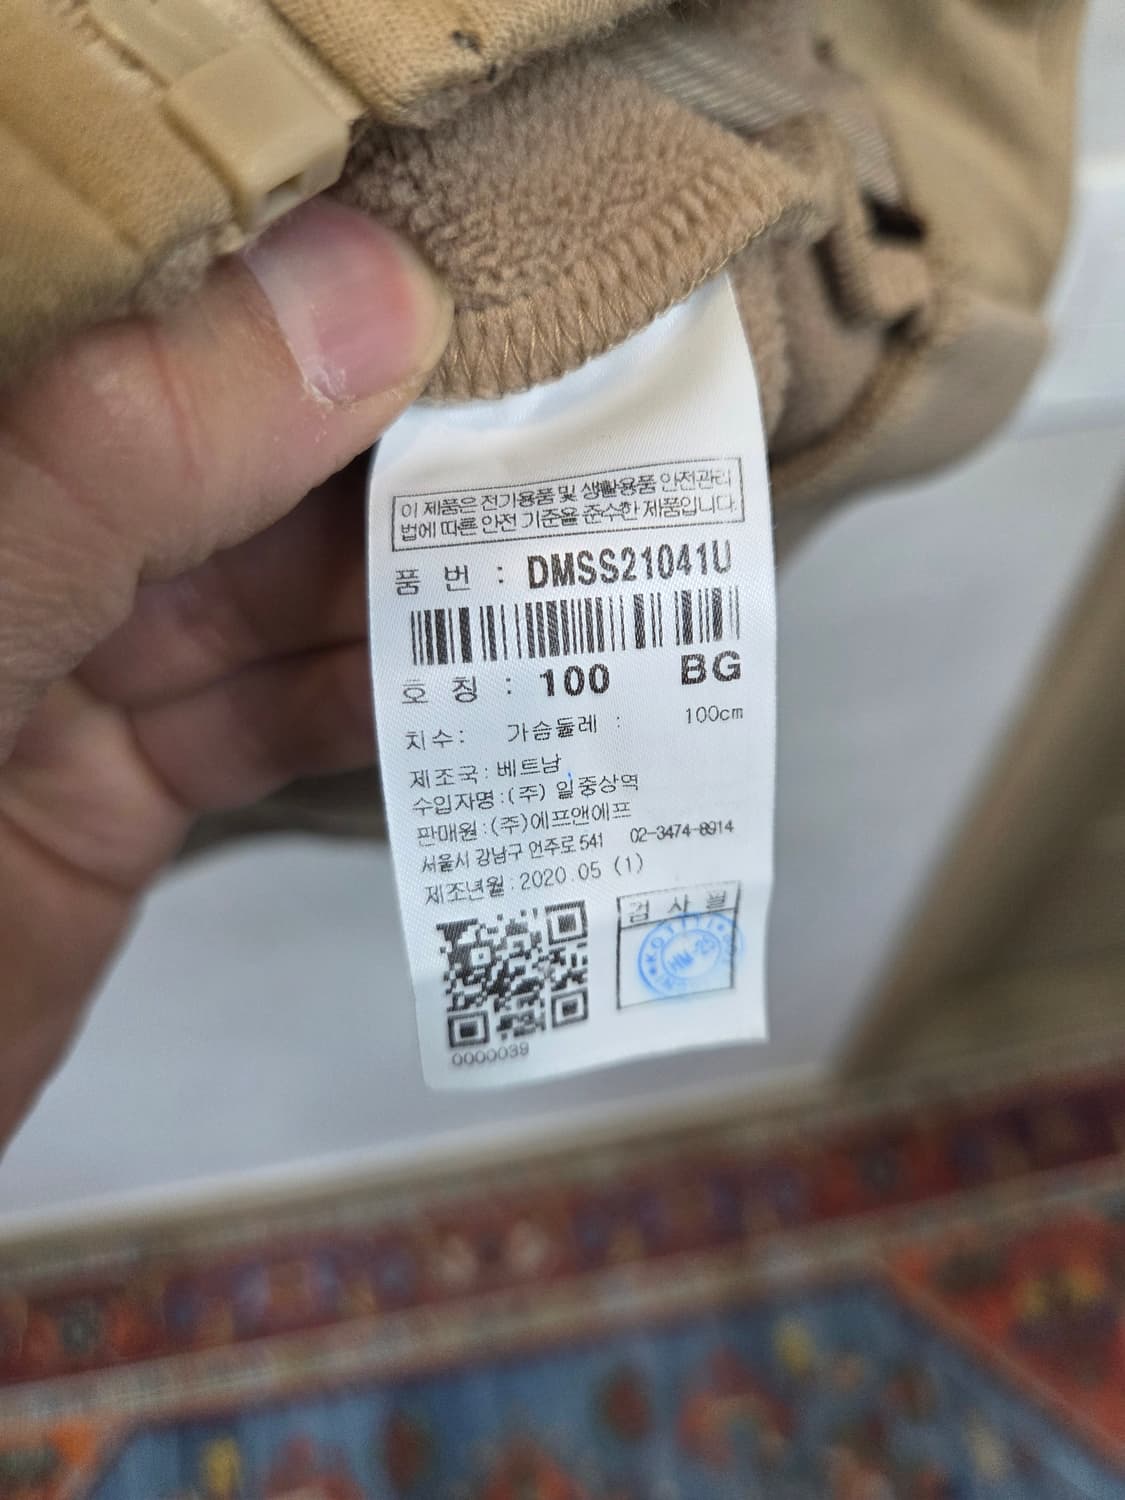 이 제품은 전기용품 및 생활용품 안전관리
법에 따른 안전 기준을 준수한 제품입니다.
품 번 : DMSS21041U
호 칭 : 100 BG
치수: 가슴둘레 : 100cm
제조국:베트남
수입자명:(주) 일중상역
판매원:(주)에프앤에프
서울시 강남구 언주로 541 02-3474-8914
제조년월:2020.05 (1)
검 사 필
KOTITI
0000039